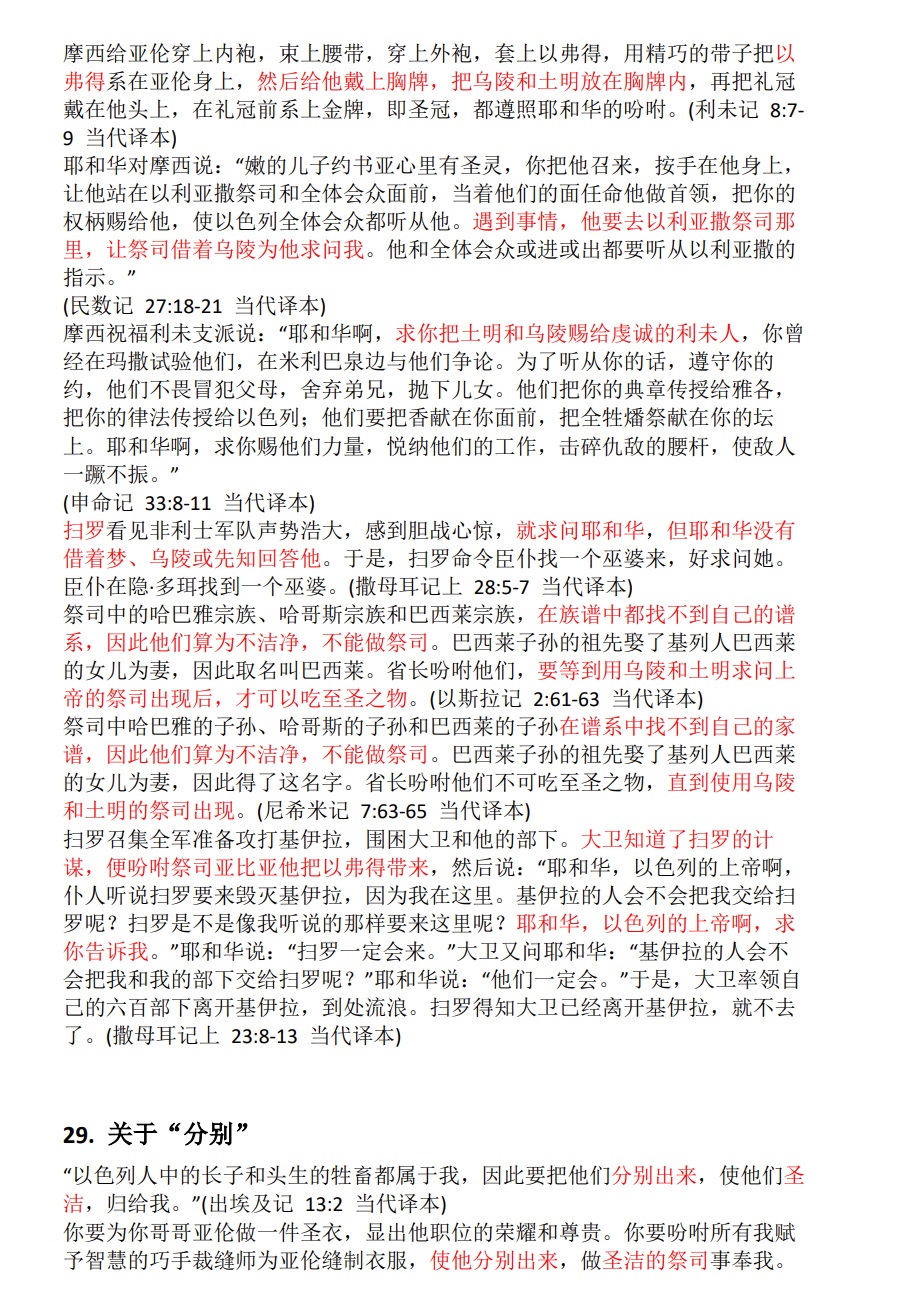 摩西给亚伦穿上内袍，束上腰带，穿上外袍，套上以弗得，用精巧的带子把以
弗得系在亚伦身上，然后给他戴上胸牌，把乌陵和土明放在胸牌内，再把礼冠
戴在他头上，在礼冠前系上金牌，即圣冠，都遵照耶和华的吩咐。(利未记 8:7-
9 当代译本)
耶和华对摩西说：“嫩的儿子约书亚心里有圣灵，你把他召来，按手在他身上，
让他站在以利亚撒祭司和全体会众面前，当着他们的面任命他做首领，把你的
权柄赐给他，使以色列全体会众都听从他。遇到事情，他要去以利亚撒祭司那
里，让祭司借着乌陵为他求问我。他和全体会众或进或出都要听从以利亚撒的
指示。”
(民数记 27:18-21 当代译本)
摩西祝福利未支派说：“耶和华啊，求你把土明和乌陵赐给虔诚的利未人，你曾
经在玛撒试验他们，在米利巴泉边与他们争论。为了听从你的话，遵守你的
约，他们不畏冒犯父母，舍弃弟兄，抛下儿女。他们把你的典章传授给雅各，
把你的律法传授给以色列；他们要把香献在你面前，把全牲燔祭献在你的坛
上。耶和华啊，求你赐他们力量，悦纳他们的工作，击碎仇敌的腰杆，使敌人
一蹶不振。”
(申命记 33:8-11 当代译本)
扫罗看见非利士军队声势浩大，感到胆战心惊，就求问耶和华，但耶和华没有
借着梦、乌陵或先知回答他。于是，扫罗命令臣仆找一个巫婆来，好求问她。
臣仆在隐·多珥找到一个巫婆。(撒母耳记上 28:5-7 当代译本)
祭司中的哈巴雅宗族、哈哥斯宗族和巴西莱宗族，在族谱中都找不到自己的谱
系，因此他们算为不洁净，不能做祭司。巴西莱子孙的祖先娶了基列人巴西莱
的女儿为妻，因此取名叫巴西莱。省长吩咐他们，要等到用乌陵和土明求问上
帝的祭司出现后，才可以吃至圣之物。(以斯拉记 2:61-63 当代译本)
祭司中哈巴雅的子孙、哈哥斯的子孙和巴西莱的子孙在谱系中找不到自己的家
谱，因此他们算为不洁净，不能做祭司。巴西莱子孙的祖先娶了基列人巴西莱
的女儿为妻，因此得了这名字。省长吩咐他们不可吃至圣之物，直到使用乌陵
和土明的祭司出现。(尼希米记 7:63-65 当代译本)
扫罗召集全军准备攻打基伊拉，围困大卫和他的部下。大卫知道了扫罗的计
谋，便吩咐祭司亚比亚他把以弗得带来，然后说：“耶和华，以色列的上帝啊，
仆人听说扫罗要来毁灭基伊拉，因为我在这里。基伊拉的人会不会把我交给扫
罗呢？扫罗是不是像我听说的那样要来这里呢？耶和华，以色列的上帝啊，求
你告诉我。”耶和华说：“扫罗一定会来。”大卫又问耶和华：“基伊拉的人会不
会把我和我的部下交给扫罗呢？”耶和华说：“他们一定会。”于是，大卫率领自
己的六百部下离开基伊拉，到处流浪。扫罗得知大卫已经离开基伊拉，就不去
了。(撒母耳记上 23:8-13 当代译本)
29. 关于“分别”
“以色列人中的长子和头生的牲畜都属于我，因此要把他们分别出来，使他们圣
洁，归给我。”(出埃及记 13:2 当代译本)
你要为你哥哥亚伦做一件圣衣，显出他职位的荣耀和尊贵。你要吩咐所有我赋
予智慧的巧手裁缝师为亚伦缝制衣服，使他分别出来，做圣洁的祭司事奉我。